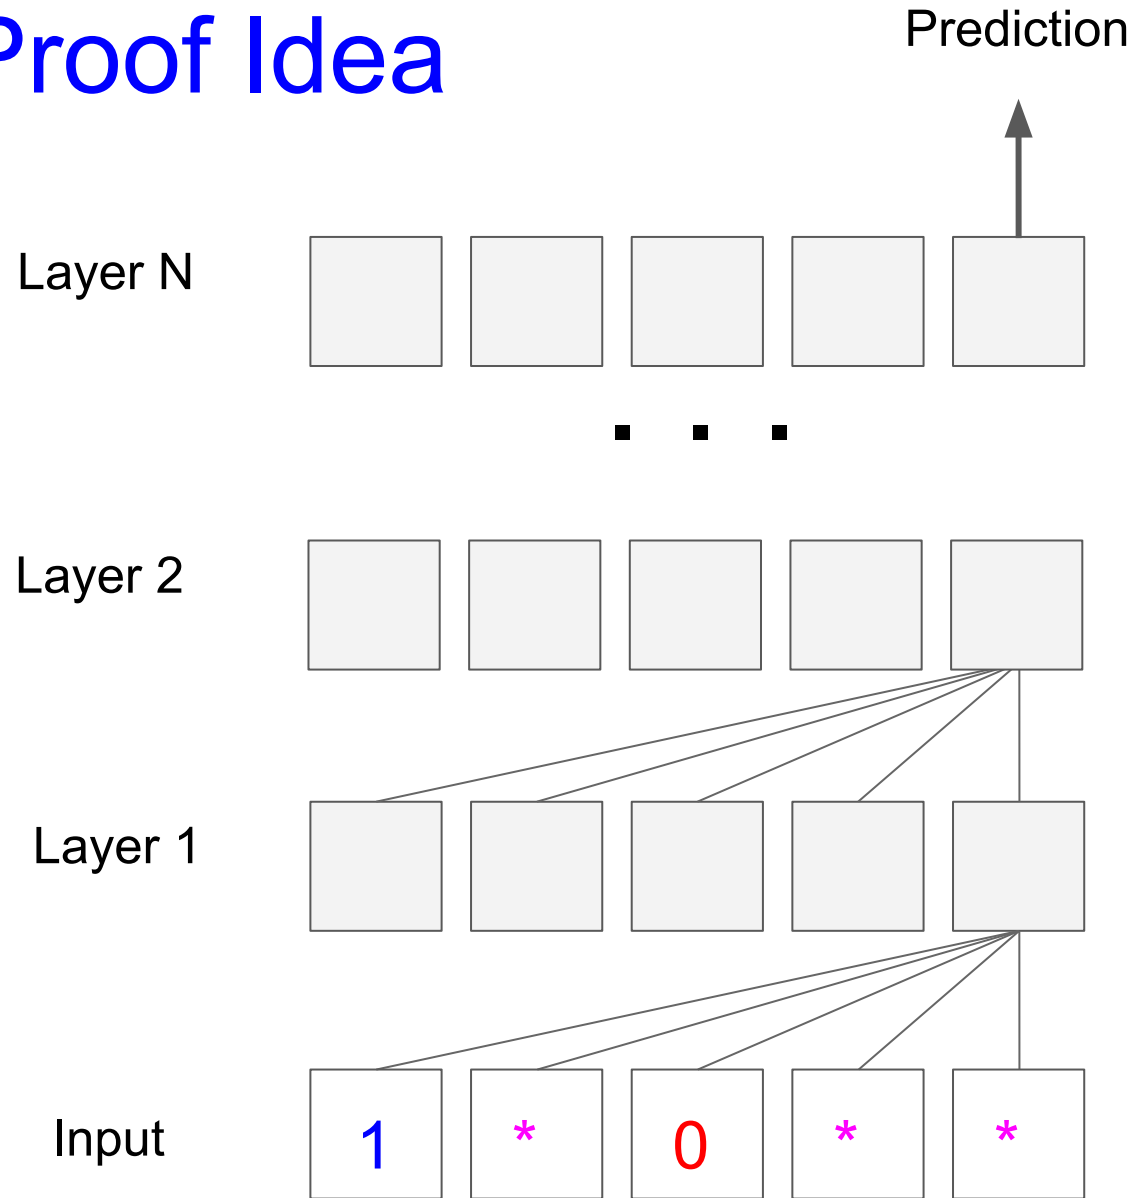 Proof Idea
Prediction
Layer N
. . .
Layer 2
Layer 1
Input 1 * 0 * *